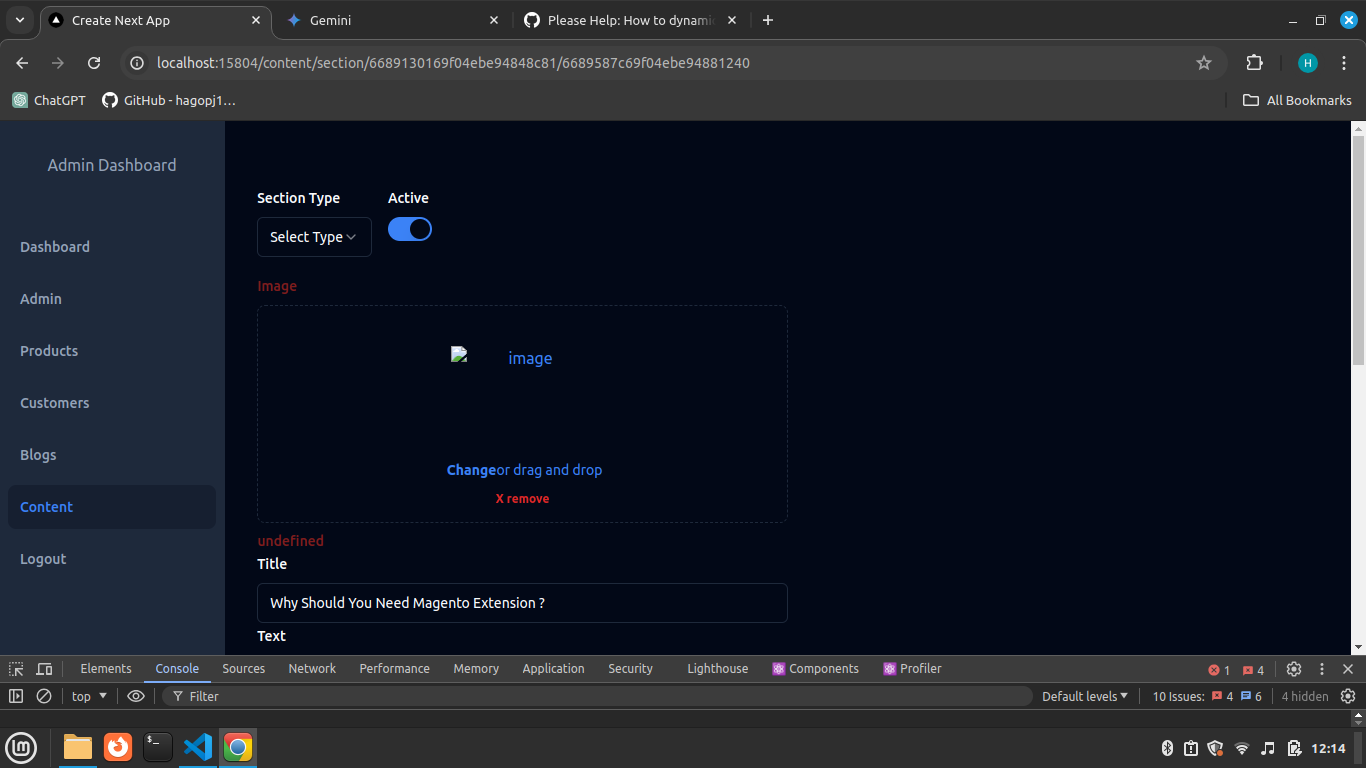 Create Next App
Gemini
Please Help: How to dynami
localhost:15804/content/section/6689130169f04ebe94848c81/6689587c69f04ebe94881240
H
ChatGPT
GitHub - hagopj1…
All Bookmarks
Admin Dashboard
Dashboard
Admin
Products
Customers
Blogs
Content
Logout
Section Type
Active
Select Type
Image
image
Changeor drag and drop
X remove
undefined
Title
Why Should You Need Magento Extension ?
Text
Elements Console Sources Network Performance Memory Application Security Lighthouse Components Profiler 1 4
top Filter Default levels 10 Issues: 4 6 4 hidden
12:14